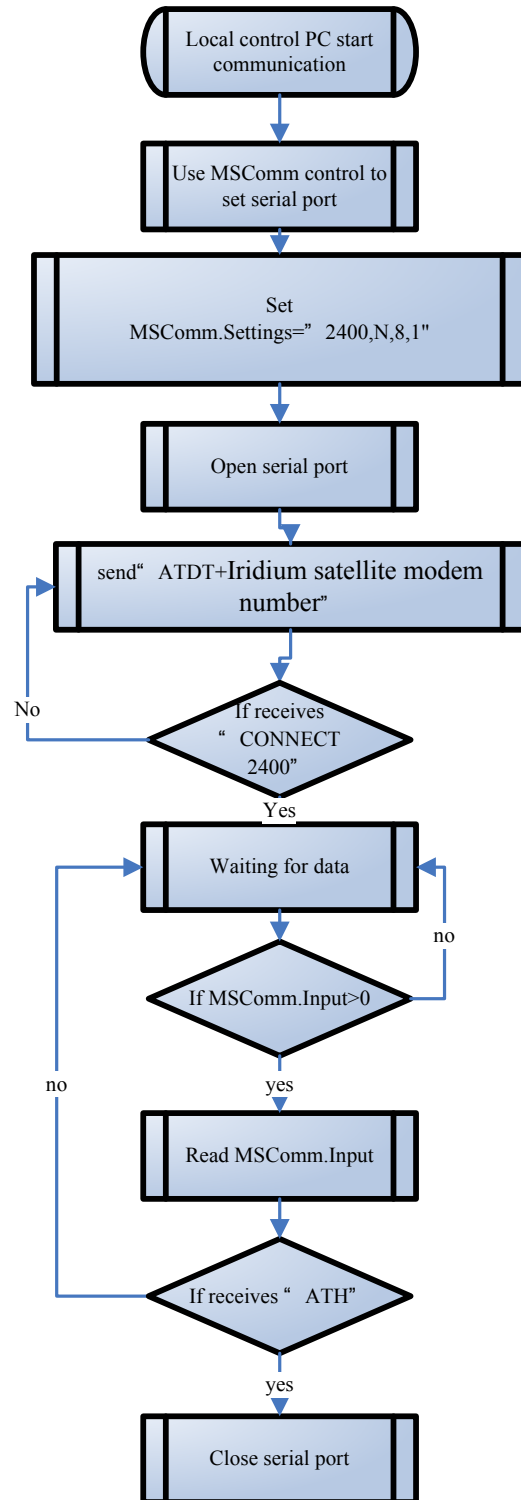 Local control PC start
communication
Use MSComm control to
set serial port
Set
MSComm.Settings=” 2400,N,8,1"
Open serial port
send“ ATDT+Iridium satellite modem
number”
If receives
“ CONNECT
2400”
No
Yes
Waiting for data
no
If MSComm.Input>0
no
yes
Read MSComm.Input
If receives “ ATH”
yes
Close serial port